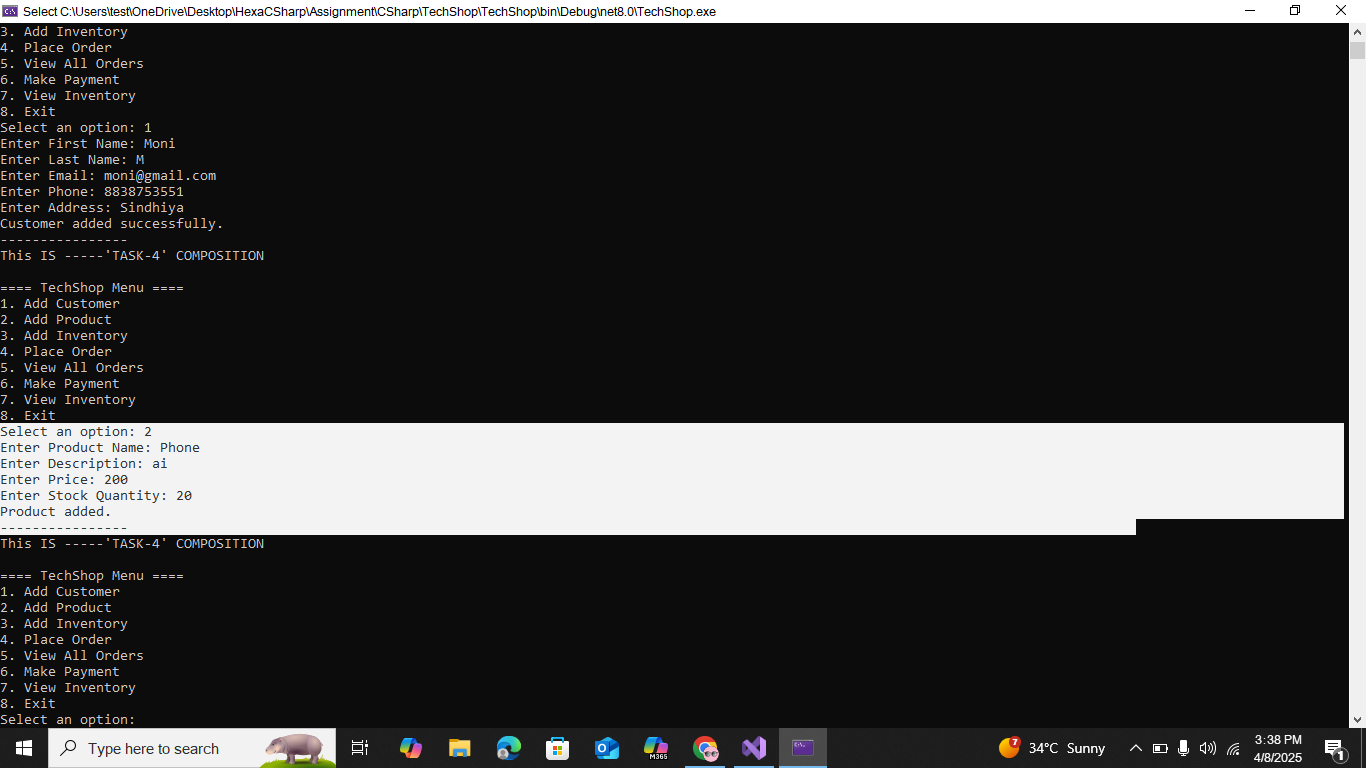 Select C:\Users\test\OneDrive\Desktop\HexaCSharp\Assignment\CSharp\TechShop\TechShop\bin\Debug\net8.0\TechShop.exe
3. Add Inventory
4. Place Order
5. View All Orders
6. Make Payment
7. View Inventory
8. Exit
Select an option: 1
Enter First Name: Moni
Enter Last Name: M
Enter Email: moni@gmail.com
Enter Phone: 8838753551
Enter Address: Sindhiya
Customer added successfully.
----------------
This IS -----'TASK-4' COMPOSITION
==== TechShop Menu ====
1. Add Customer
2. Add Product
3. Add Inventory
4. Place Order
5. View All Orders
6. Make Payment
7. View Inventory
8. Exit
Select an option: 2
Enter Product Name: Phone
Enter Description: ai
Enter Price: 200
Enter Stock Quantity: 20
Product added.
----------------
This IS -----'TASK-4' COMPOSITION
==== TechShop Menu ====
1. Add Customer
2. Add Product
3. Add Inventory
4. Place Order
5. View All Orders
6. Make Payment
7. View Inventory
8. Exit
Select an option:
Type here to search
M365
7
34°C Sunny
3:38 PM
4/8/2025
1